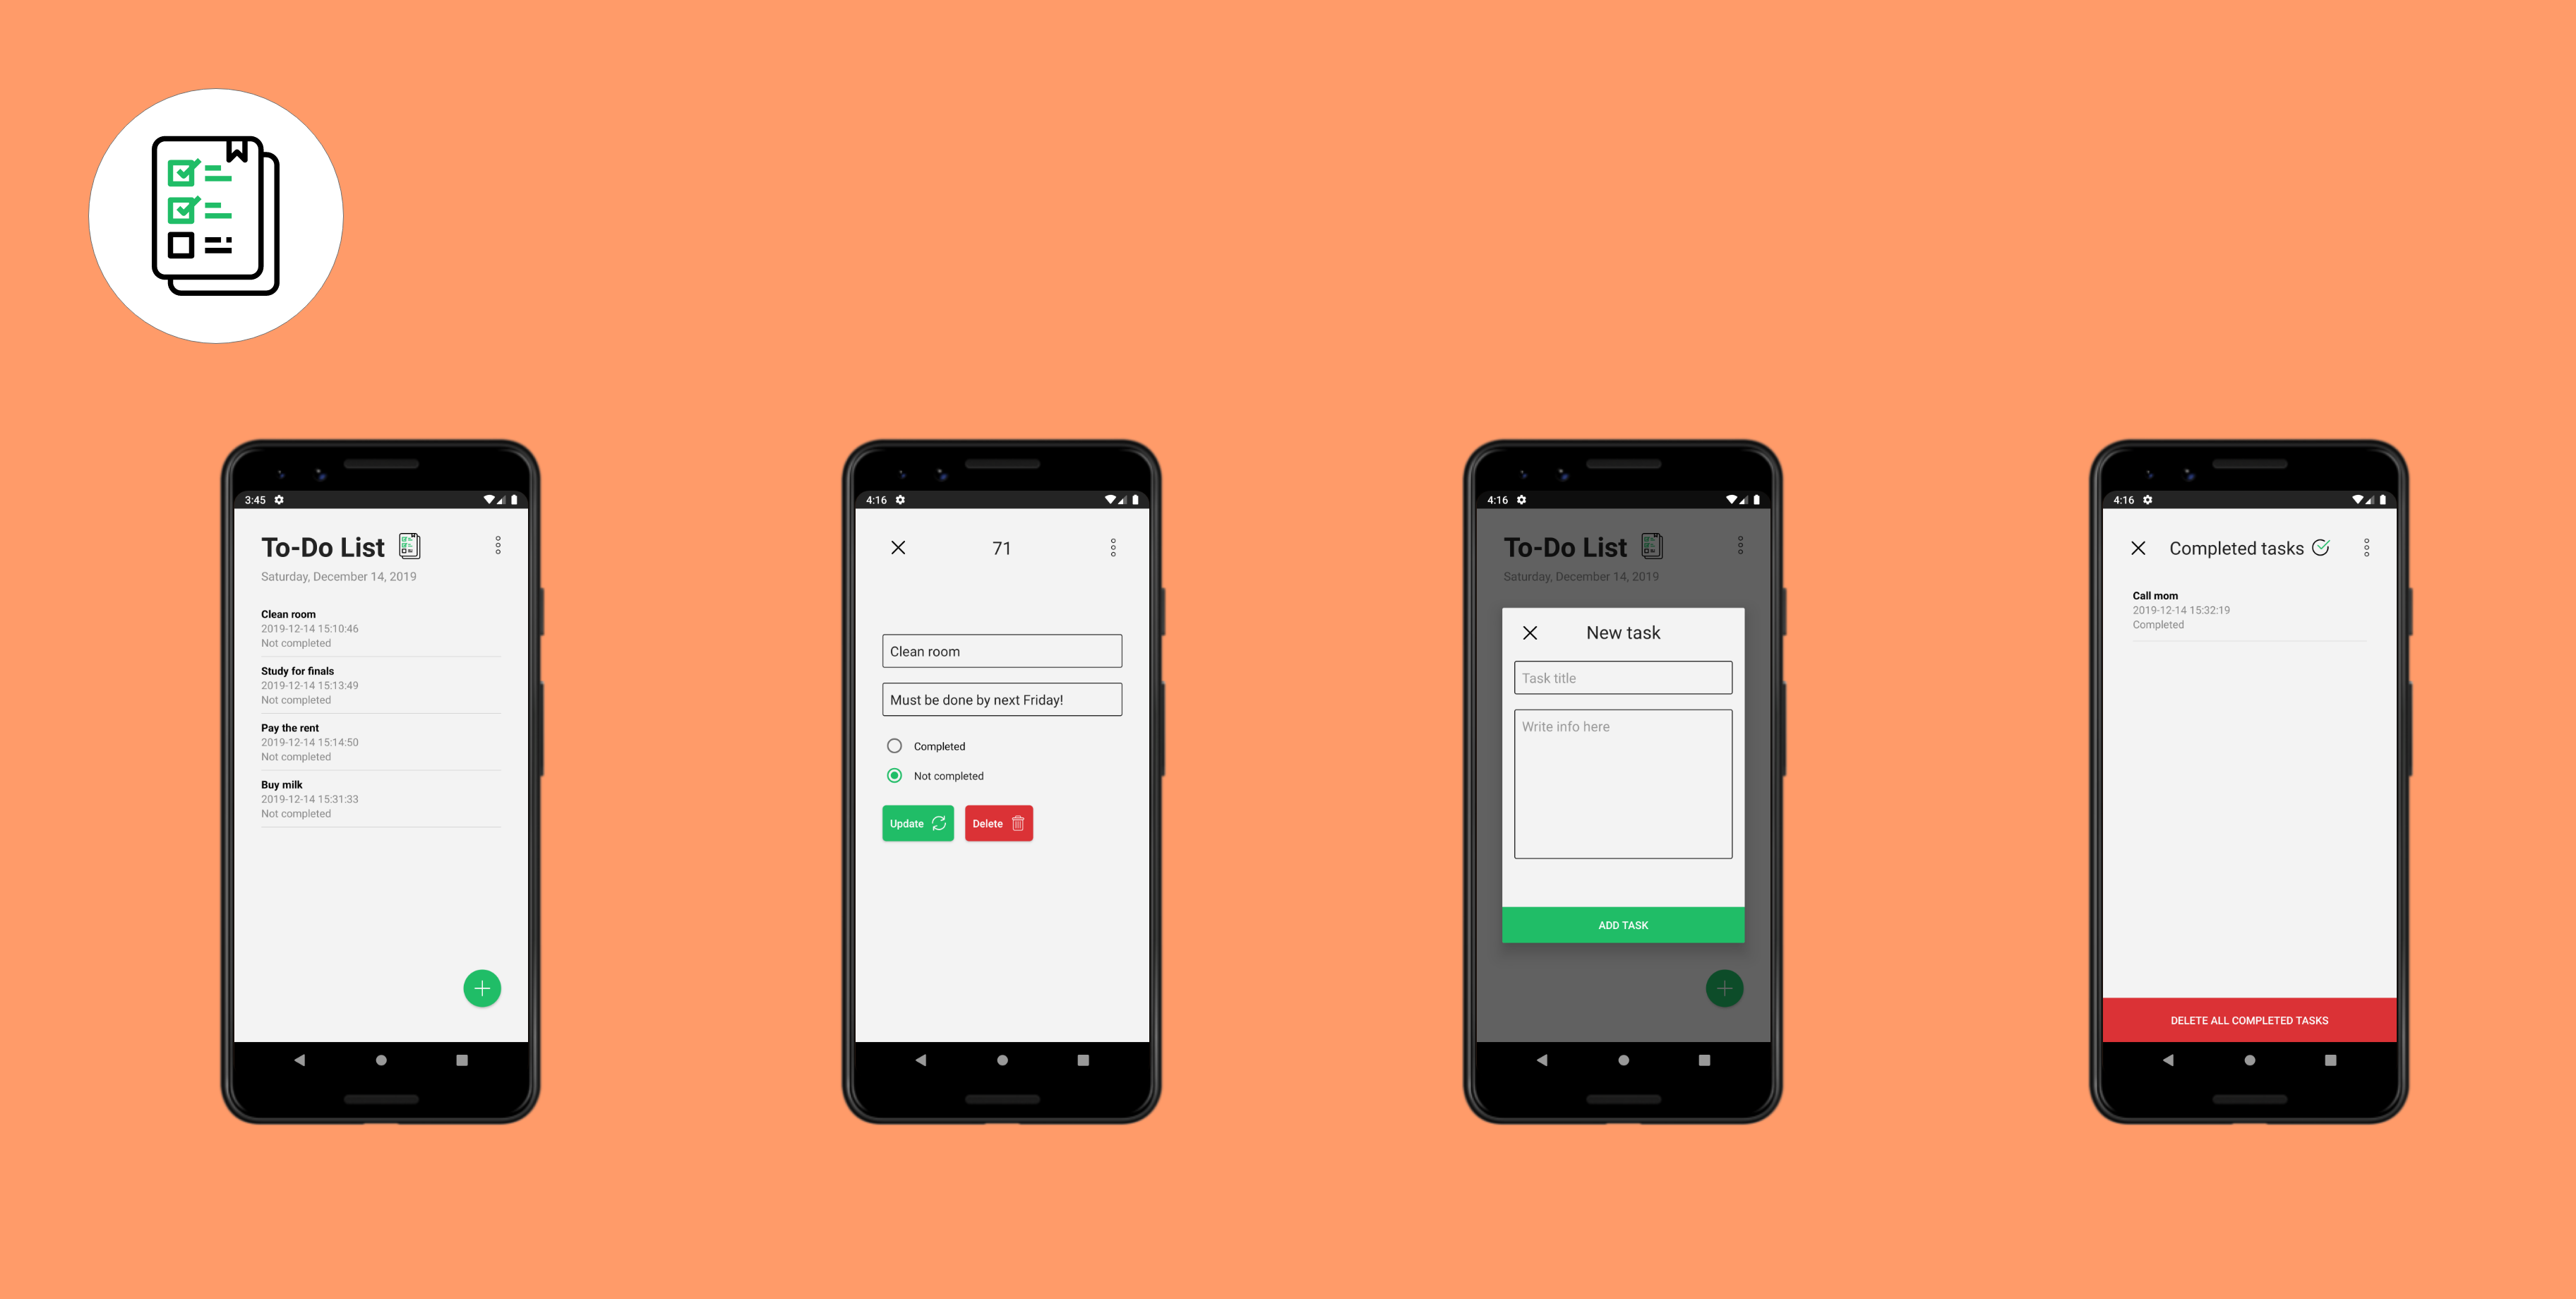 3:45
To-Do List
Saturday, December 14, 2019
Clean room
2019-12-14 15:10:46
Not completed
Study for finals
2019-12-14 15:13:49
Not completed
Pay the rent
2019-12-14 15:14:50
Not completed
Buy milk
2019-12-14 15:31:33
Not completed
4:16
71
Clean room
Must be done by next Friday!
Completed
Not completed
Update
Delete
4:16
To-Do List
Saturday, December 14, 2019
New task
Task title
Write info here
ADD TASK
4:16
Completed tasks
Call mom
2019-12-14 15:32:19
Completed
DELETE ALL COMPLETED TASKS